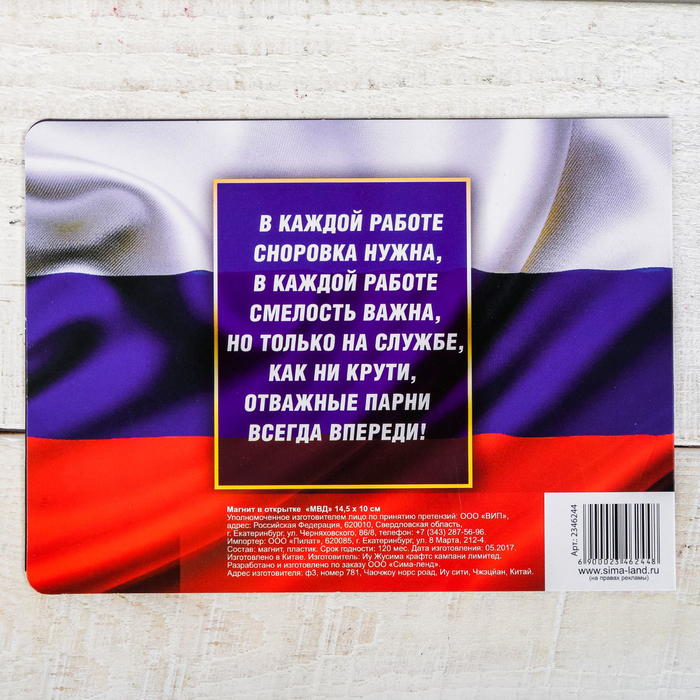 В КАЖДОЙ РАБОТЕ
СНОРОВКА НУЖНА,
В КАЖДОЙ РАБОТЕ
СМЕЛОСТЬ ВАЖНА,
НО ТОЛЬКО НА СЛУЖБЕ,
КАК НИ КРУТИ,
ОТВАЖНЫЕ ПАРНИ
ВСЕГДА ВПЕРЕДИ!
Магнит в открытке «МВД» 14,5 х 10 см
Уполномоченное изготовителем лицо по принятию претензий: ООО «ВИП»,
адрес: Российская Федерация, 620010, Свердловская область,
г. Екатеринбург, ул. Черняховского, 86/8, телефон: +7 (343) 287-56-96.
Импортер: ООО «Пилат», 620085, г. Екатеринбург, ул. 8 Марта, 212-4.
Состав: магнит, пластик. Срок годности: 120 мес. Дата изготовления: 05.2017.
Изготовлено в Китае. Изготовитель: Иу Жусима крафтс кампани лимитед.
Разработано и изготовлено по заказу ООО «Сима-ленд».
Адрес изготовителя: ф3, номер 781, Чаочжоу норс роад, Иу сити, Чжэцйан, Китай.
Арт.: 2346244
6 900023 462448
www.sima-land.ru
(на правах рекламы)